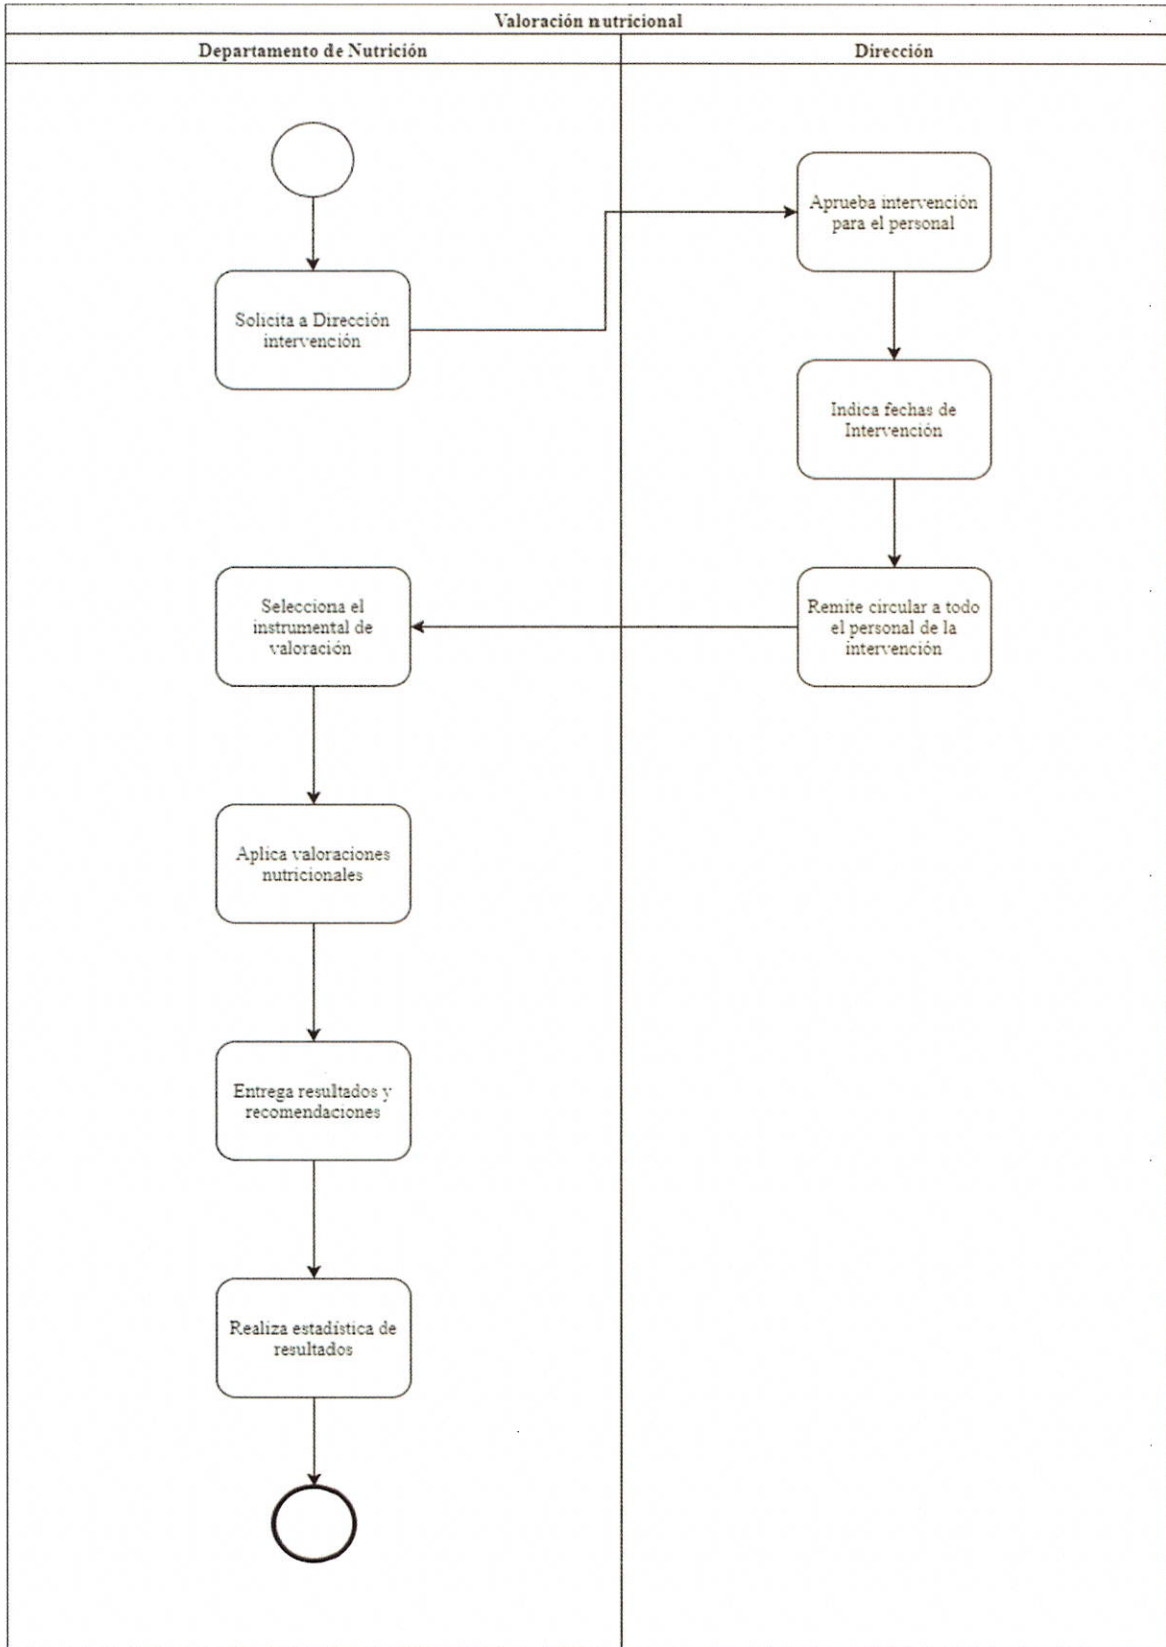 Valoración nutricional
Departamento de Nutrición
Dirección
Aprueba intervención
para el personal
Solicita a Dirección
intervención
Indica fechas de
Intervención
Selecciona el
instrumental de
valoración
Remite circular a todo
el personal de la
intervención
Aplica valoraciones
nutricionales
Entrega resultados y
recomendaciones
Realiza estadística de
resultados